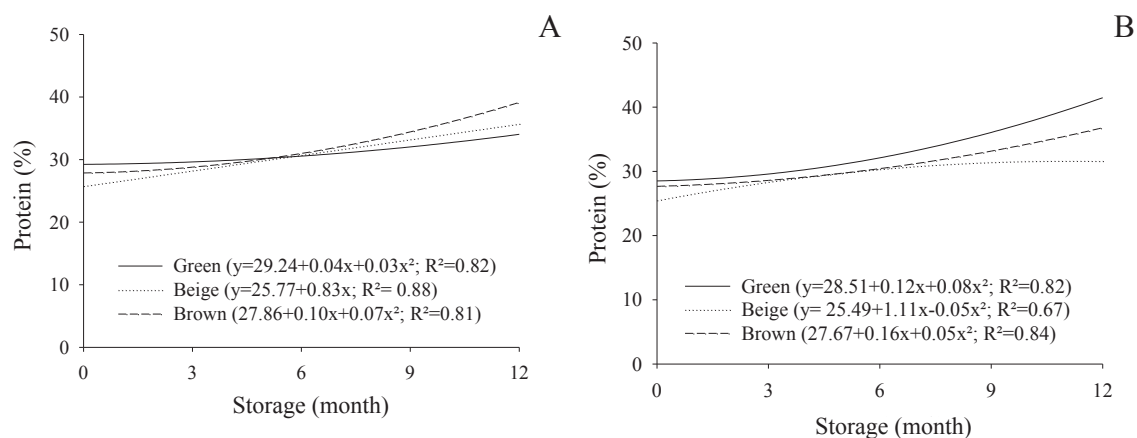 A
50
40
30
20
10
0
Protein (%)
Green (y=29.24+0.04x+0.03x²; R²=0.82)
Beige (y=25.77+0.83x; R²= 0.88)
Brown (27.86+0.10x+0.07x²; R²=0.81)
0 3 6 9 12
Storage (month)
B
50
40
30
20
10
0
Protein (%)
Green (y=28.51+0.12x+0.08x²; R²=0.82)
Beige (y= 25.49+1.11x-0.05x²; R²=0.67)
Brown (27.67+0.16x+0.05x²; R²=0.84)
0 3 6 9 12
Storage (month)